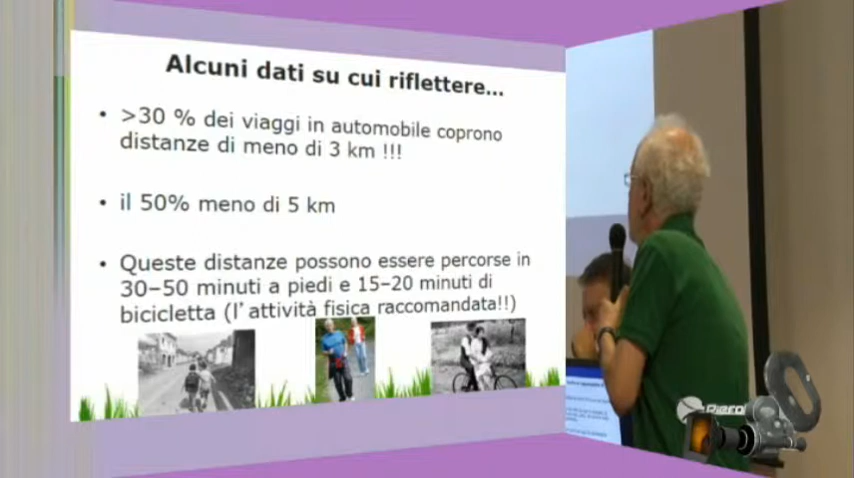 Alcuni dati su cui riflettere...
• >30 % dei viaggi in automobile coprono
distanze di meno di 3 km !!!
• il 50% meno di 5 km
• Queste distanze possono essere percorse in
30–50 minuti a piedi e 15–20 minuti di
bicicletta (l'attività fisica raccomandata!!)
Piero